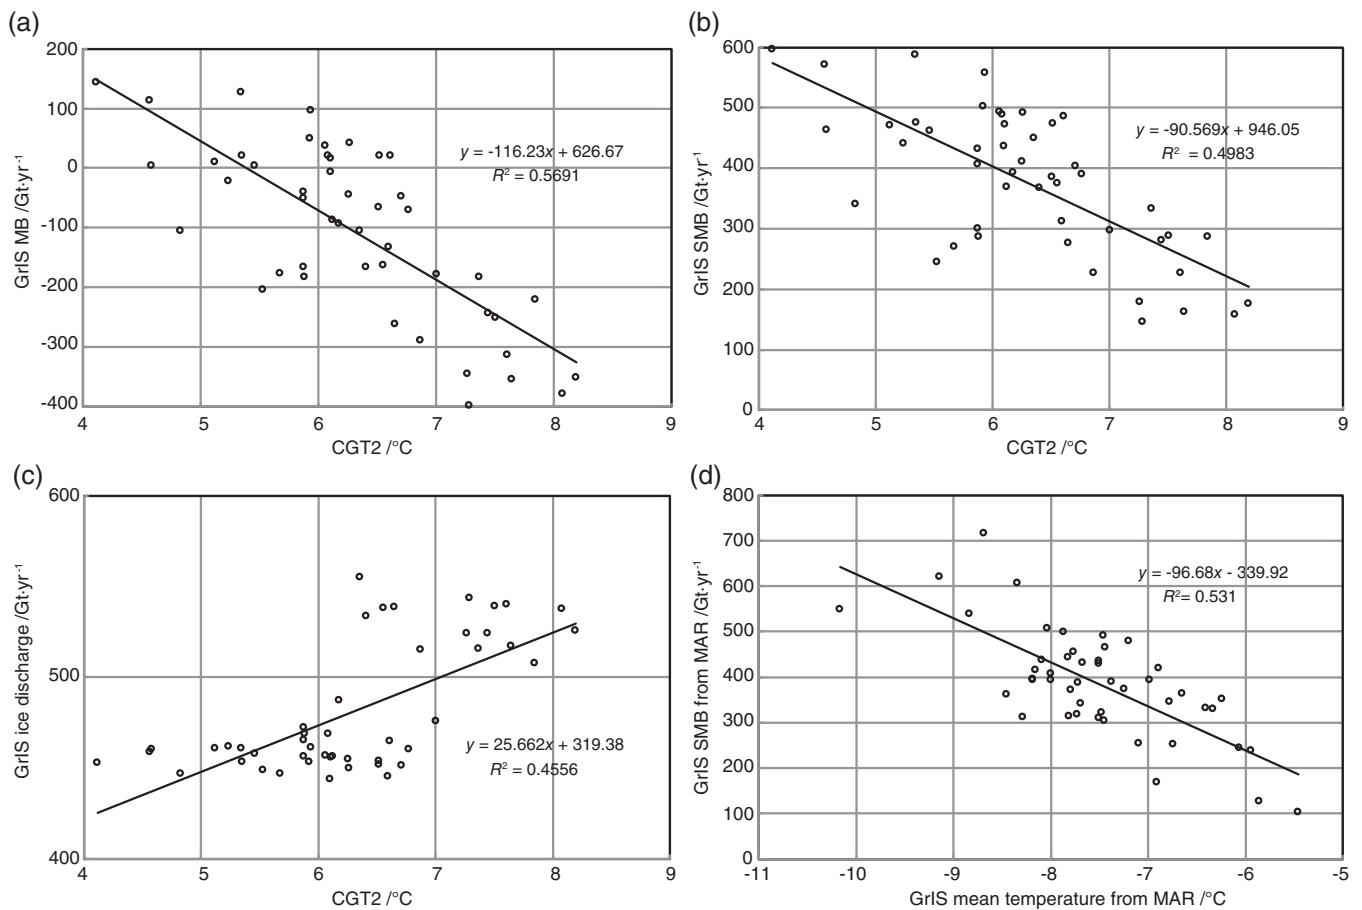 (a)
200
100
0
-100
-200
-300
-400
GrIS MB /Gt·yr-1
y = -116.23x + 626.67
R2 = 0.5691
4 5 6 7 8 9
CGT2 /°C
(b)
600
500
400
300
200
100
0
GrIS SMB /Gt·yr-1
y = -90.569x + 946.05
R2 = 0.4983
4 5 6 7 8 9
CGT2 /°C
(c)
600
500
400
GrIS ice discharge /Gt·yr-1
y = 25.662x + 319.38
R2 = 0.4556
4 5 6 7 8 9
CGT2 /°C
(d)
800
700
600
500
400
300
200
100
0
GrIS SMB from MAR /Gt·yr-1
y = -96.68x - 339.92
R2= 0.531
-11 -10 -9 -8 -7 -6 -5
GrIS mean temperature from MAR /°C